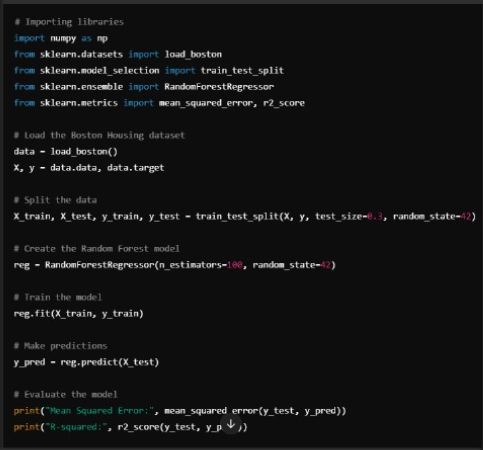 # Importing libraries
import numpy as np
from sklearn.datasets import load_boston
from sklearn.model_selection import train_test_split
from sklearn.ensemble import RandomForestRegressor
from sklearn.metrics import mean_squared_error, r2_score
# Load the Boston Housing dataset
data = load_boston()
X, y = data.data, data.target
# Split the data
X_train, X_test, y_train, y_test = train_test_split(X, y, test_size=0.3, random_state=42)
# Create the Random Forest model
reg = RandomForestRegressor(n_estimators=100, random_state=42)
# Train the model
reg.fit(X_train, y_train)
# Make predictions
y_pred = reg.predict(X_test)
# Evaluate the model
print("Mean Squared Error:", mean_squared_error(y_test, y_pred))
print("R-squared:", r2_score(y_test, ))